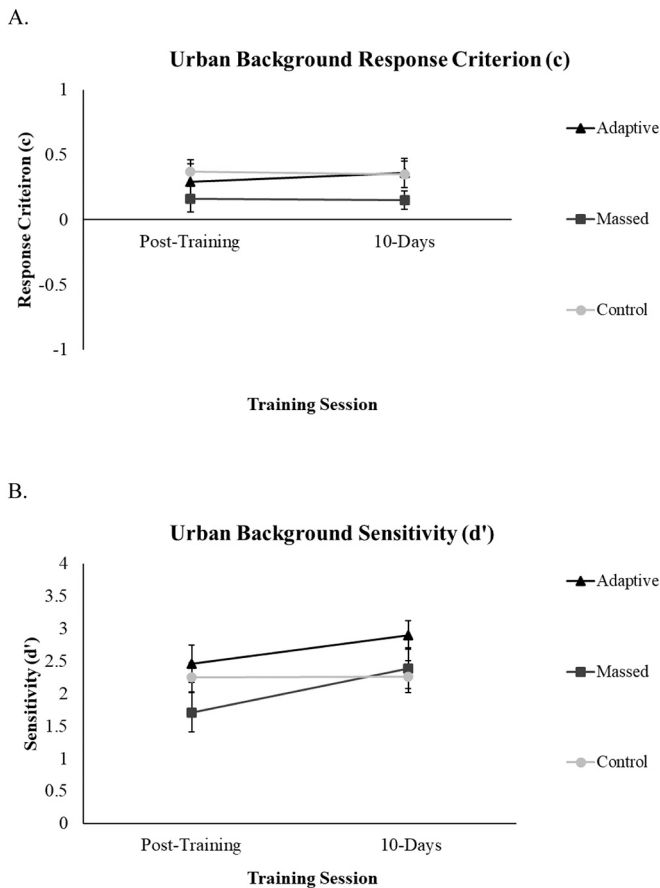 A.
Urban Background Response Criterion (c)
1
0.5
0
-0.5
-1
Response Criteiron (c)
Post-Training
10-Days
Training Session
Adaptive
Massed
Control
B.
Urban Background Sensitivity (d')
4
3.5
3
2.5
2
1.5
1
0.5
0
Sensitivity (d')
Post-Training
10-Days
Training Session
Adaptive
Massed
Control